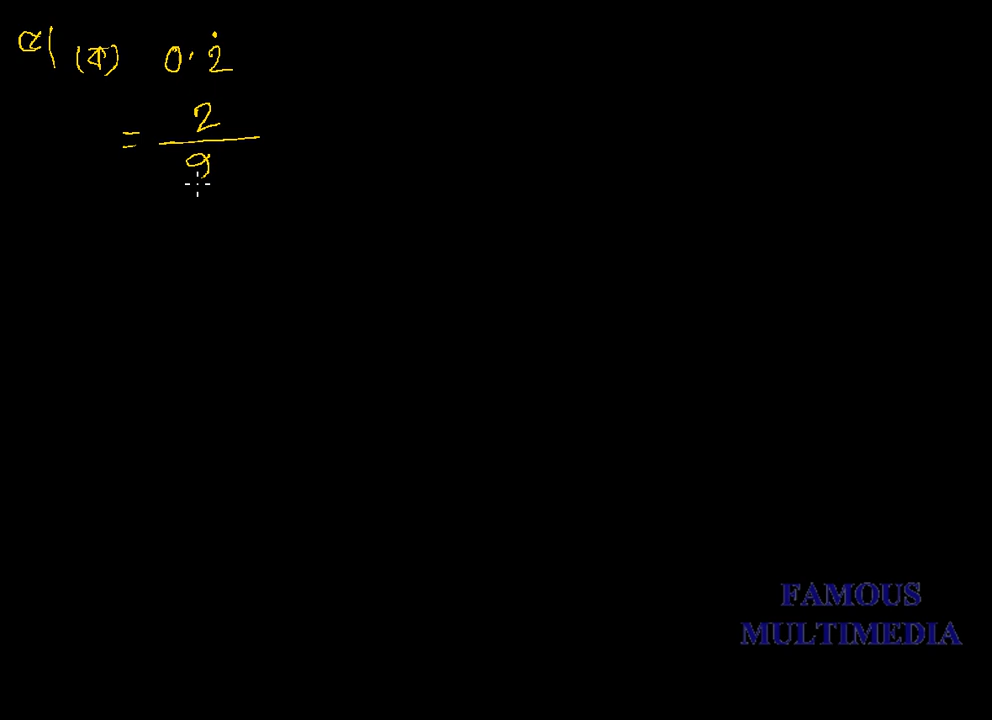 ৫। (ক) 0·2̇
= 2/9
FAMOUS
MULTIMEDIA